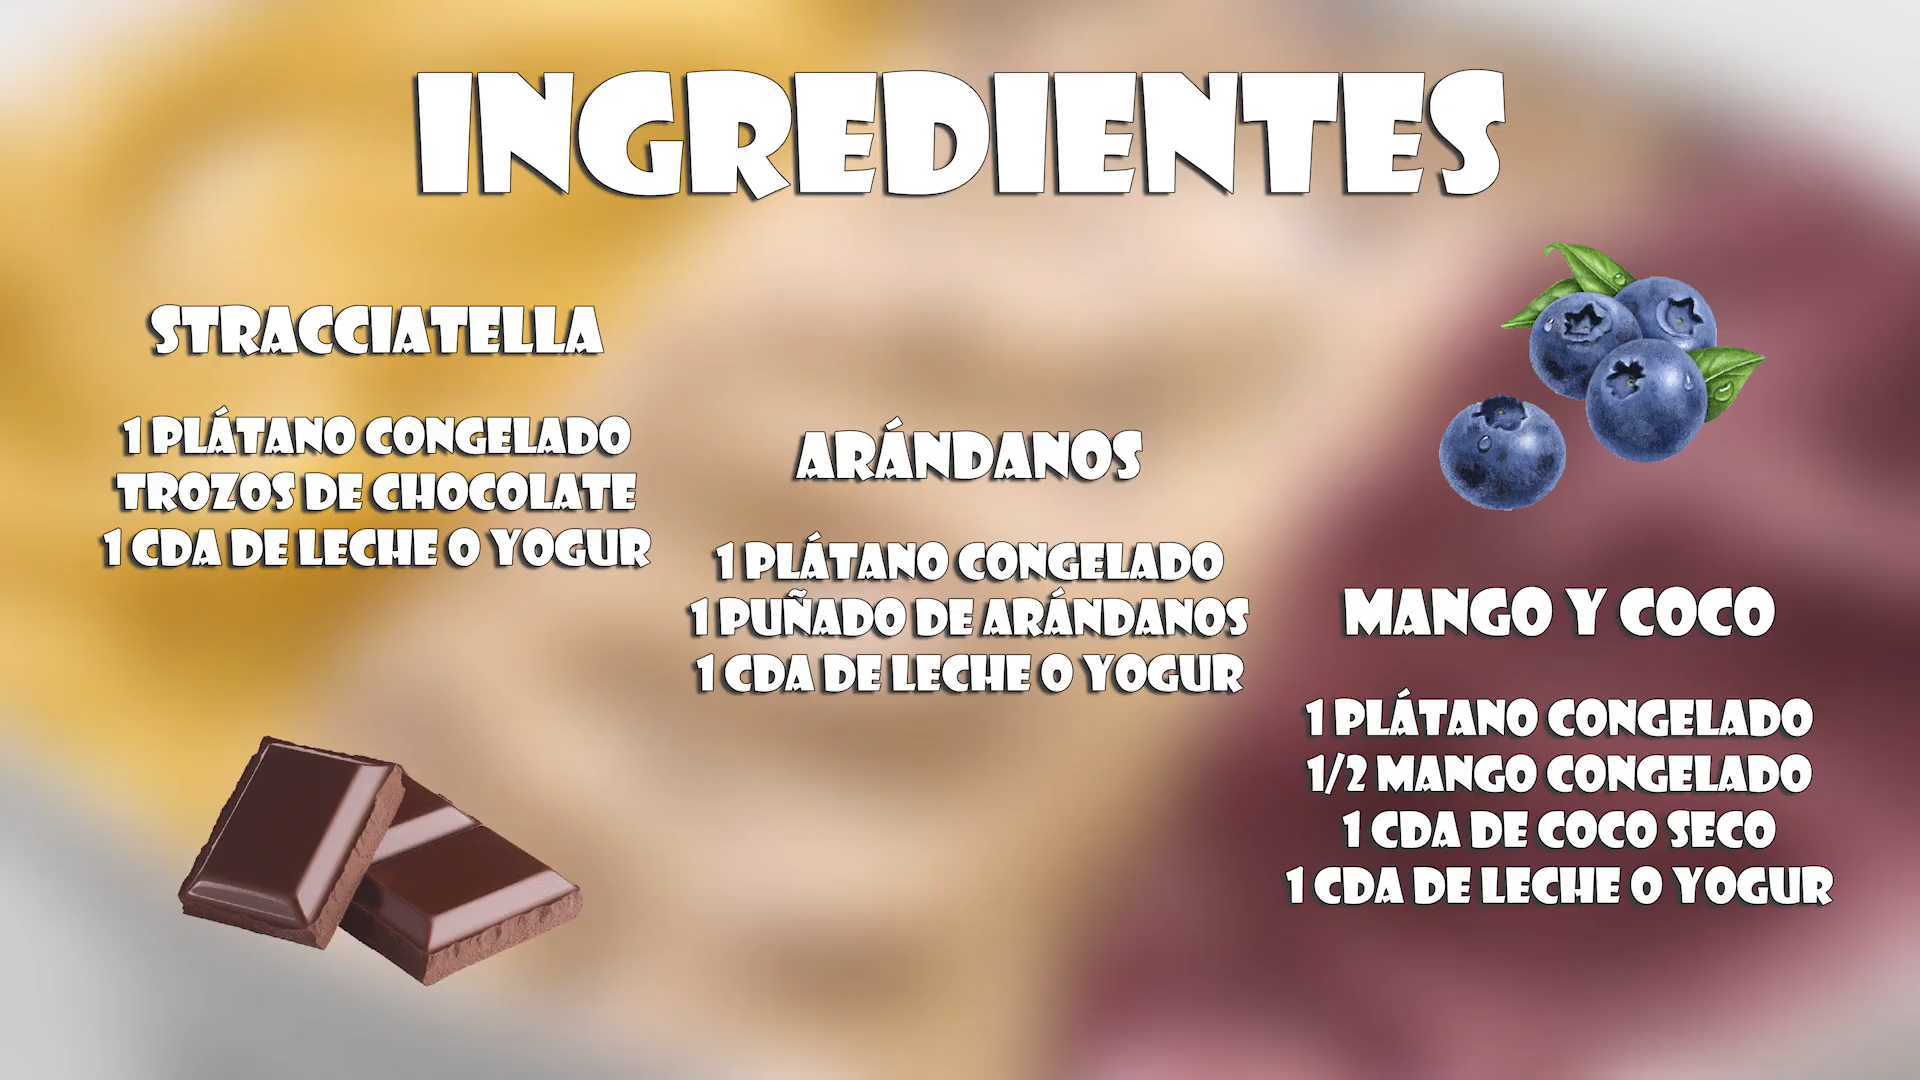 INGREDIENTES
STRACCIATELLA
1 PLÁTANO CONGELADO
TROZOS DE CHOCOLATE
1 CDA DE LECHE O YOGUR
ARÁNDANOS
1 PLÁTANO CONGELADO
1 PUÑADO DE ARÁNDANOS
1 CDA DE LECHE O YOGUR
MANGO Y COCO
1 PLÁTANO CONGELADO
1/2 MANGO CONGELADO
1 CDA DE COCO SECO
1 CDA DE LECHE O YOGUR